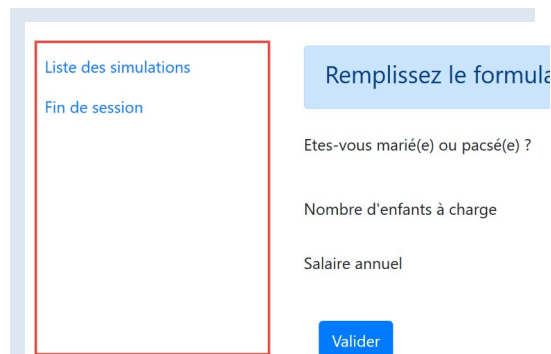 Liste des simulations
Fin de session
Remplissez le formula
Etes-vous marié(e) ou pacsé(e) ?
Nombre d'enfants à charge
Salaire annuel
Valider